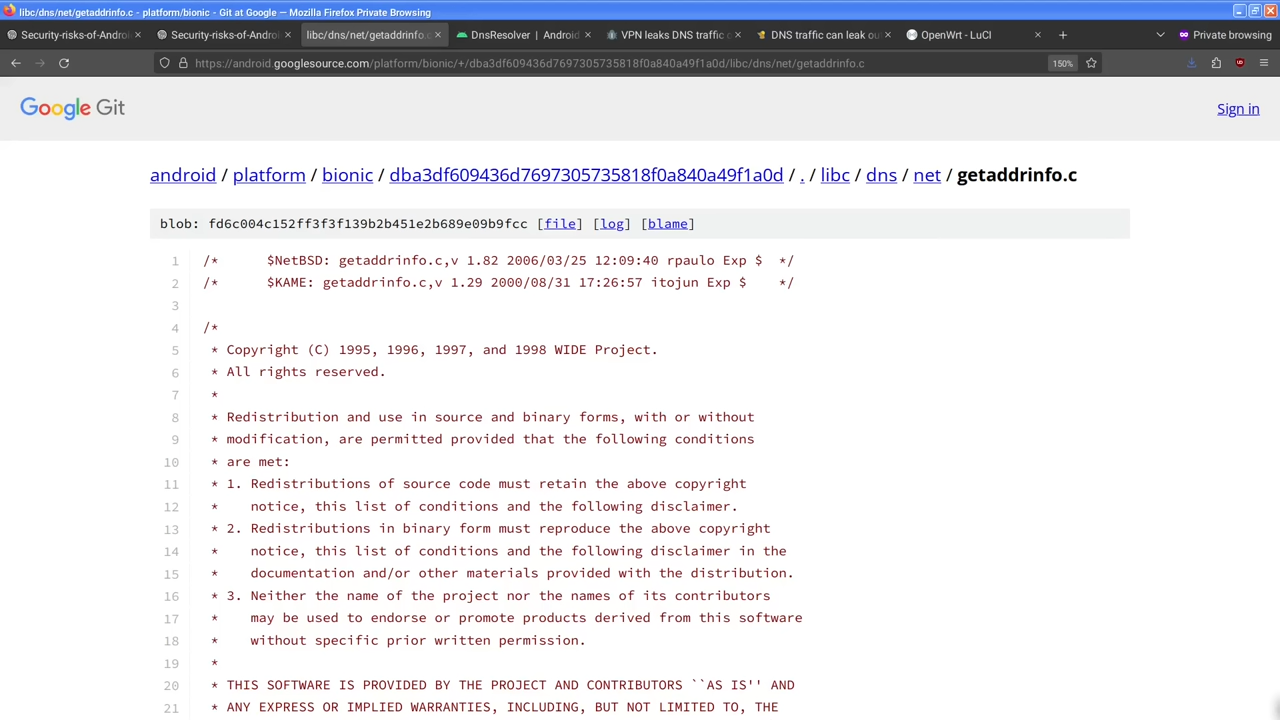 libc/dns/net/getaddrinfo.c - platform/bionic - Git at Google — Mozilla Firefox Private Browsing
Security-risks-of-Androi
Security-risks-of-Androi
libc/dns/net/getaddrinfo.c
DnsResolver | Android
VPN leaks DNS traffic o
DNS traffic can leak out
OpenWrt - LuCI
Private browsing
https://android.googlesource.com/platform/bionic/+/dba3df609436d7697305735818f0a840a49f1a0d/libc/dns/net/getaddrinfo.c
150%
Google Git
Sign in
android / platform / bionic / dba3df609436d7697305735818f0a840a49f1a0d / . / libc / dns / net / getaddrinfo.c
blob: fd6c004c152ff3f3f139b2b451e2b689e09b9fcc [file] [log] [blame]
1 /* $NetBSD: getaddrinfo.c,v 1.82 2006/03/25 12:09:40 rpaulo Exp $ */
2 /* $KAME: getaddrinfo.c,v 1.29 2000/08/31 17:26:57 itojun Exp $ */
3
4 /*
5 * Copyright (C) 1995, 1996, 1997, and 1998 WIDE Project.
6 * All rights reserved.
7 *
8 * Redistribution and use in source and binary forms, with or without
9 * modification, are permitted provided that the following conditions
10 * are met:
11 * 1. Redistributions of source code must retain the above copyright
12 * notice, this list of conditions and the following disclaimer.
13 * 2. Redistributions in binary form must reproduce the above copyright
14 * notice, this list of conditions and the following disclaimer in the
15 * documentation and/or other materials provided with the distribution.
16 * 3. Neither the name of the project nor the names of its contributors
17 * may be used to endorse or promote products derived from this software
18 * without specific prior written permission.
19 *
20 * THIS SOFTWARE IS PROVIDED BY THE PROJECT AND CONTRIBUTORS ``AS IS'' AND
21 * ANY EXPRESS OR IMPLIED WARRANTIES, INCLUDING, BUT NOT LIMITED TO, THE